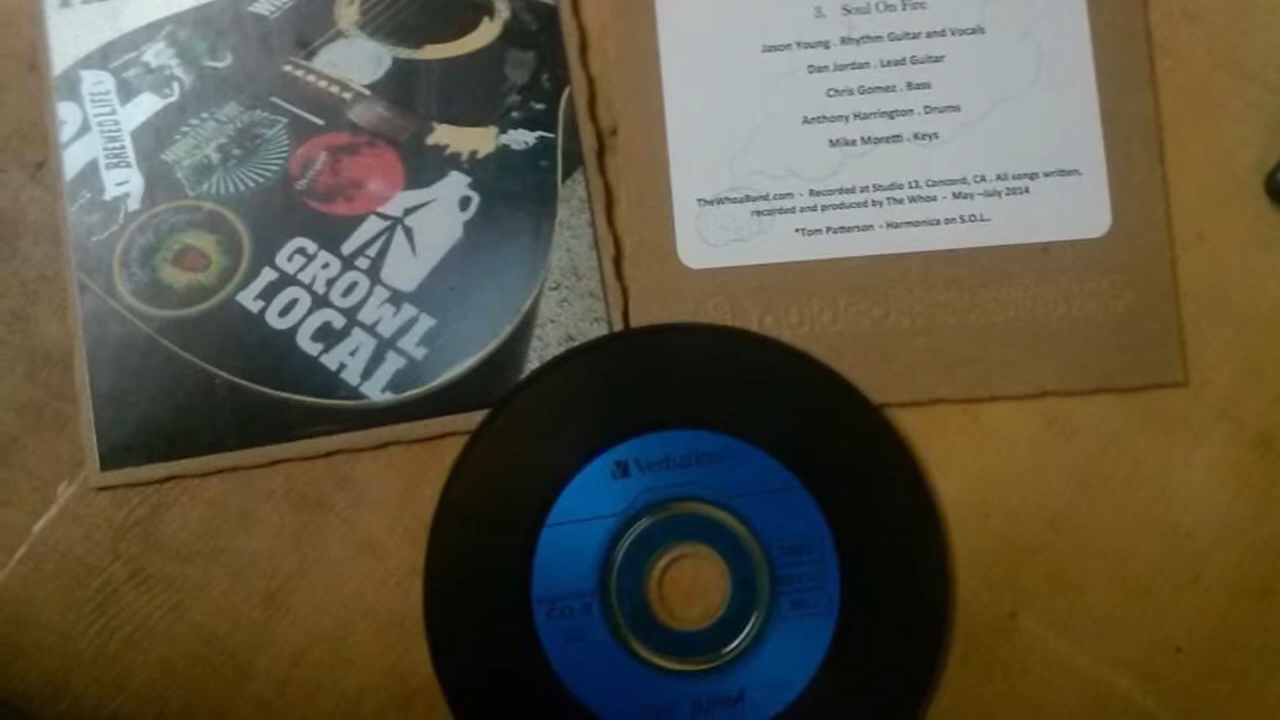 BREWED LIFE
GROWL
LOCAL
3. Soul On Fire
Jason Young . Rhythm Guitar and Vocals
Dan Jordan . Lead Guitar
Chris Gomez . Bass
Anthony Harrington . Drums
Mike Moretti . Keys
TheWhoaBand.com - Recorded at Studio 13, Concord, CA . All songs written,
recorded and produced by The Whoa - May -July 2014
*Tom Patterson - Harmonica on S.O.L.
Verbatim
CD-R